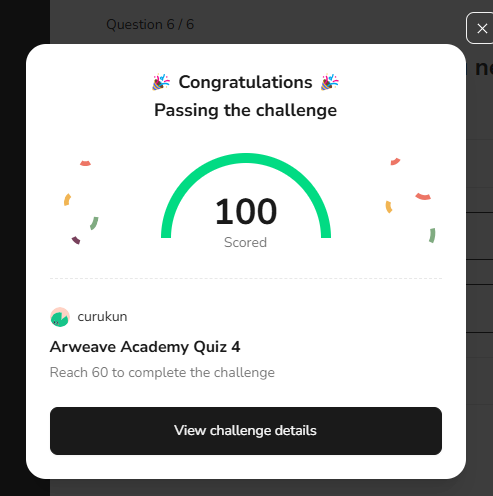 Question 6 / 6
🎉 Congratulations 🎉
Passing the challenge
100
Scored
curukun
Arweave Academy Quiz 4
Reach 60 to complete the challenge
View challenge details